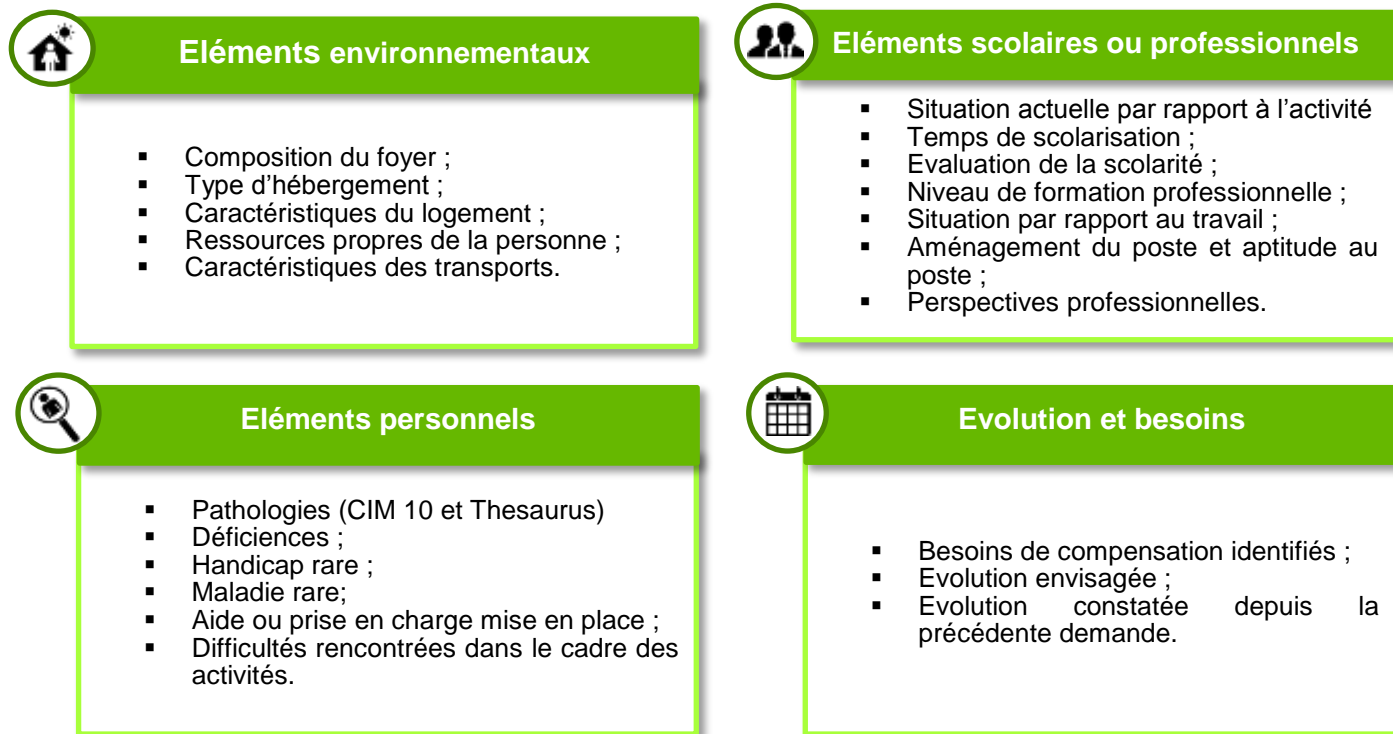 Eléments environnementaux
▪ Composition du foyer ;
▪ Type d’hébergement ;
▪ Caractéristiques du logement ;
▪ Ressources propres de la personne ;
▪ Caractéristiques des transports.
Eléments scolaires ou professionnels
▪ Situation actuelle par rapport à l’activité
▪ Temps de scolarisation ;
▪ Evaluation de la scolarité ;
▪ Niveau de formation professionnelle ;
▪ Situation par rapport au travail ;
▪ Aménagement du poste et aptitude au
poste ;
▪ Perspectives professionnelles.
Eléments personnels
▪ Pathologies (CIM 10 et Thesaurus)
▪ Déficiences ;
▪ Handicap rare ;
▪ Maladie rare;
▪ Aide ou prise en charge mise en place ;
▪ Difficultés rencontrées dans le cadre des
activités.
Evolution et besoins
▪ Besoins de compensation identifiés ;
▪ Evolution envisagée ;
▪ Evolution constatée depuis la
précédente demande.